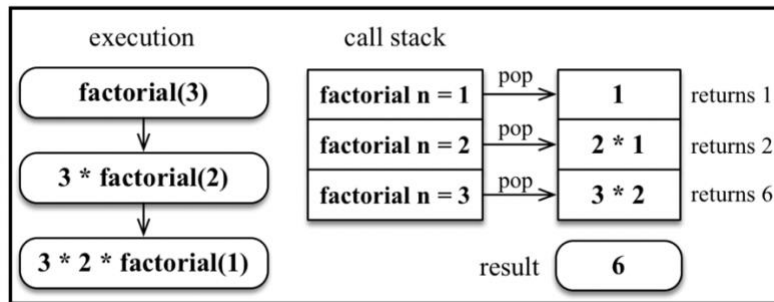 execution
factorial(3)
3 * factorial(2)
3 * 2 * factorial(1)
call stack
factorial n = 1
pop
1
returns 1
factorial n = 2
pop
2 * 1
returns 2
factorial n = 3
pop
3 * 2
returns 6
result
6